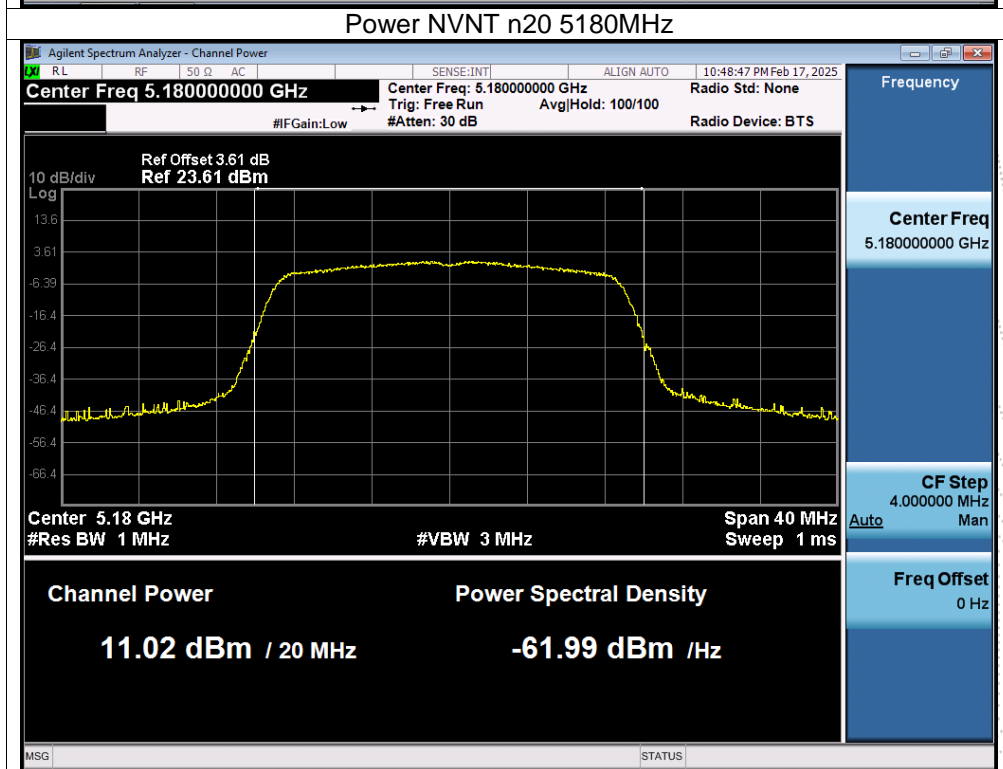 Power NVNT n20 5180MHz
Agilent Spectrum Analyzer - Channel Power
LXI RL RF 50 Ω AC SENSE:INT ALIGN AUTO 10:48:47 PM Feb 17, 2025
Center Freq 5.180000000 GHz
Center Freq: 5.180000000 GHz Radio Std: None
Trig: Free Run Avg|Hold: 100/100
#IFGain:Low #Atten: 30 dB Radio Device: BTS
Ref Offset 3.61 dB
10 dB/div Ref 23.61 dBm
Log
13.6
3.61
-6.39
-16.4
-26.4
-36.4
-46.4
-56.4
-66.4
Center 5.18 GHz Span 40 MHz
#Res BW 1 MHz #VBW 3 MHz Sweep 1 ms
Channel Power Power Spectral Density
11.02 dBm / 20 MHz -61.99 dBm /Hz
Frequency
Center Freq
5.180000000 GHz
CF Step
4.000000 MHz
Auto Man
Freq Offset
0 Hz
MSG STATUS